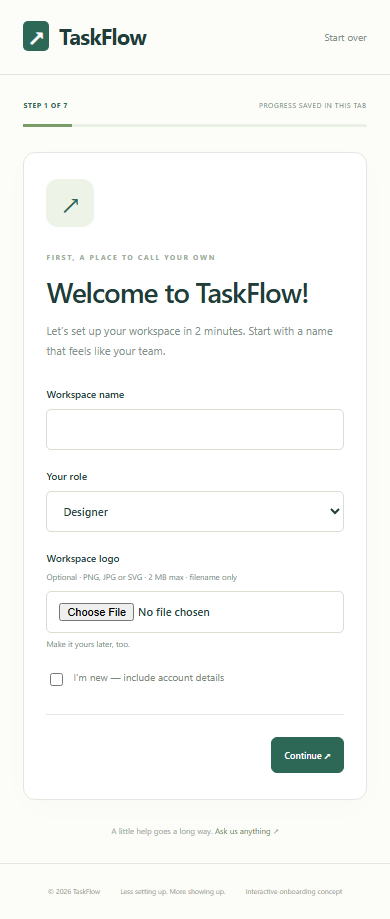 TaskFlow
Start over
STEP 1 OF 7
PROGRESS SAVED IN THIS TAB
FIRST, A PLACE TO CALL YOUR OWN
Welcome to TaskFlow!
Let's set up your workspace in 2 minutes. Start with a name
that feels like your team.
Workspace name
Your role
Designer
Workspace logo
Optional · PNG, JPG or SVG · 2 MB max · filename only
Choose File No file chosen
Make it yours later, too.
I'm new — include account details
Continue ↗
A little help goes a long way. Ask us anything ↗
© 2026 TaskFlow
Less setting up. More showing up.
Interactive onboarding concept